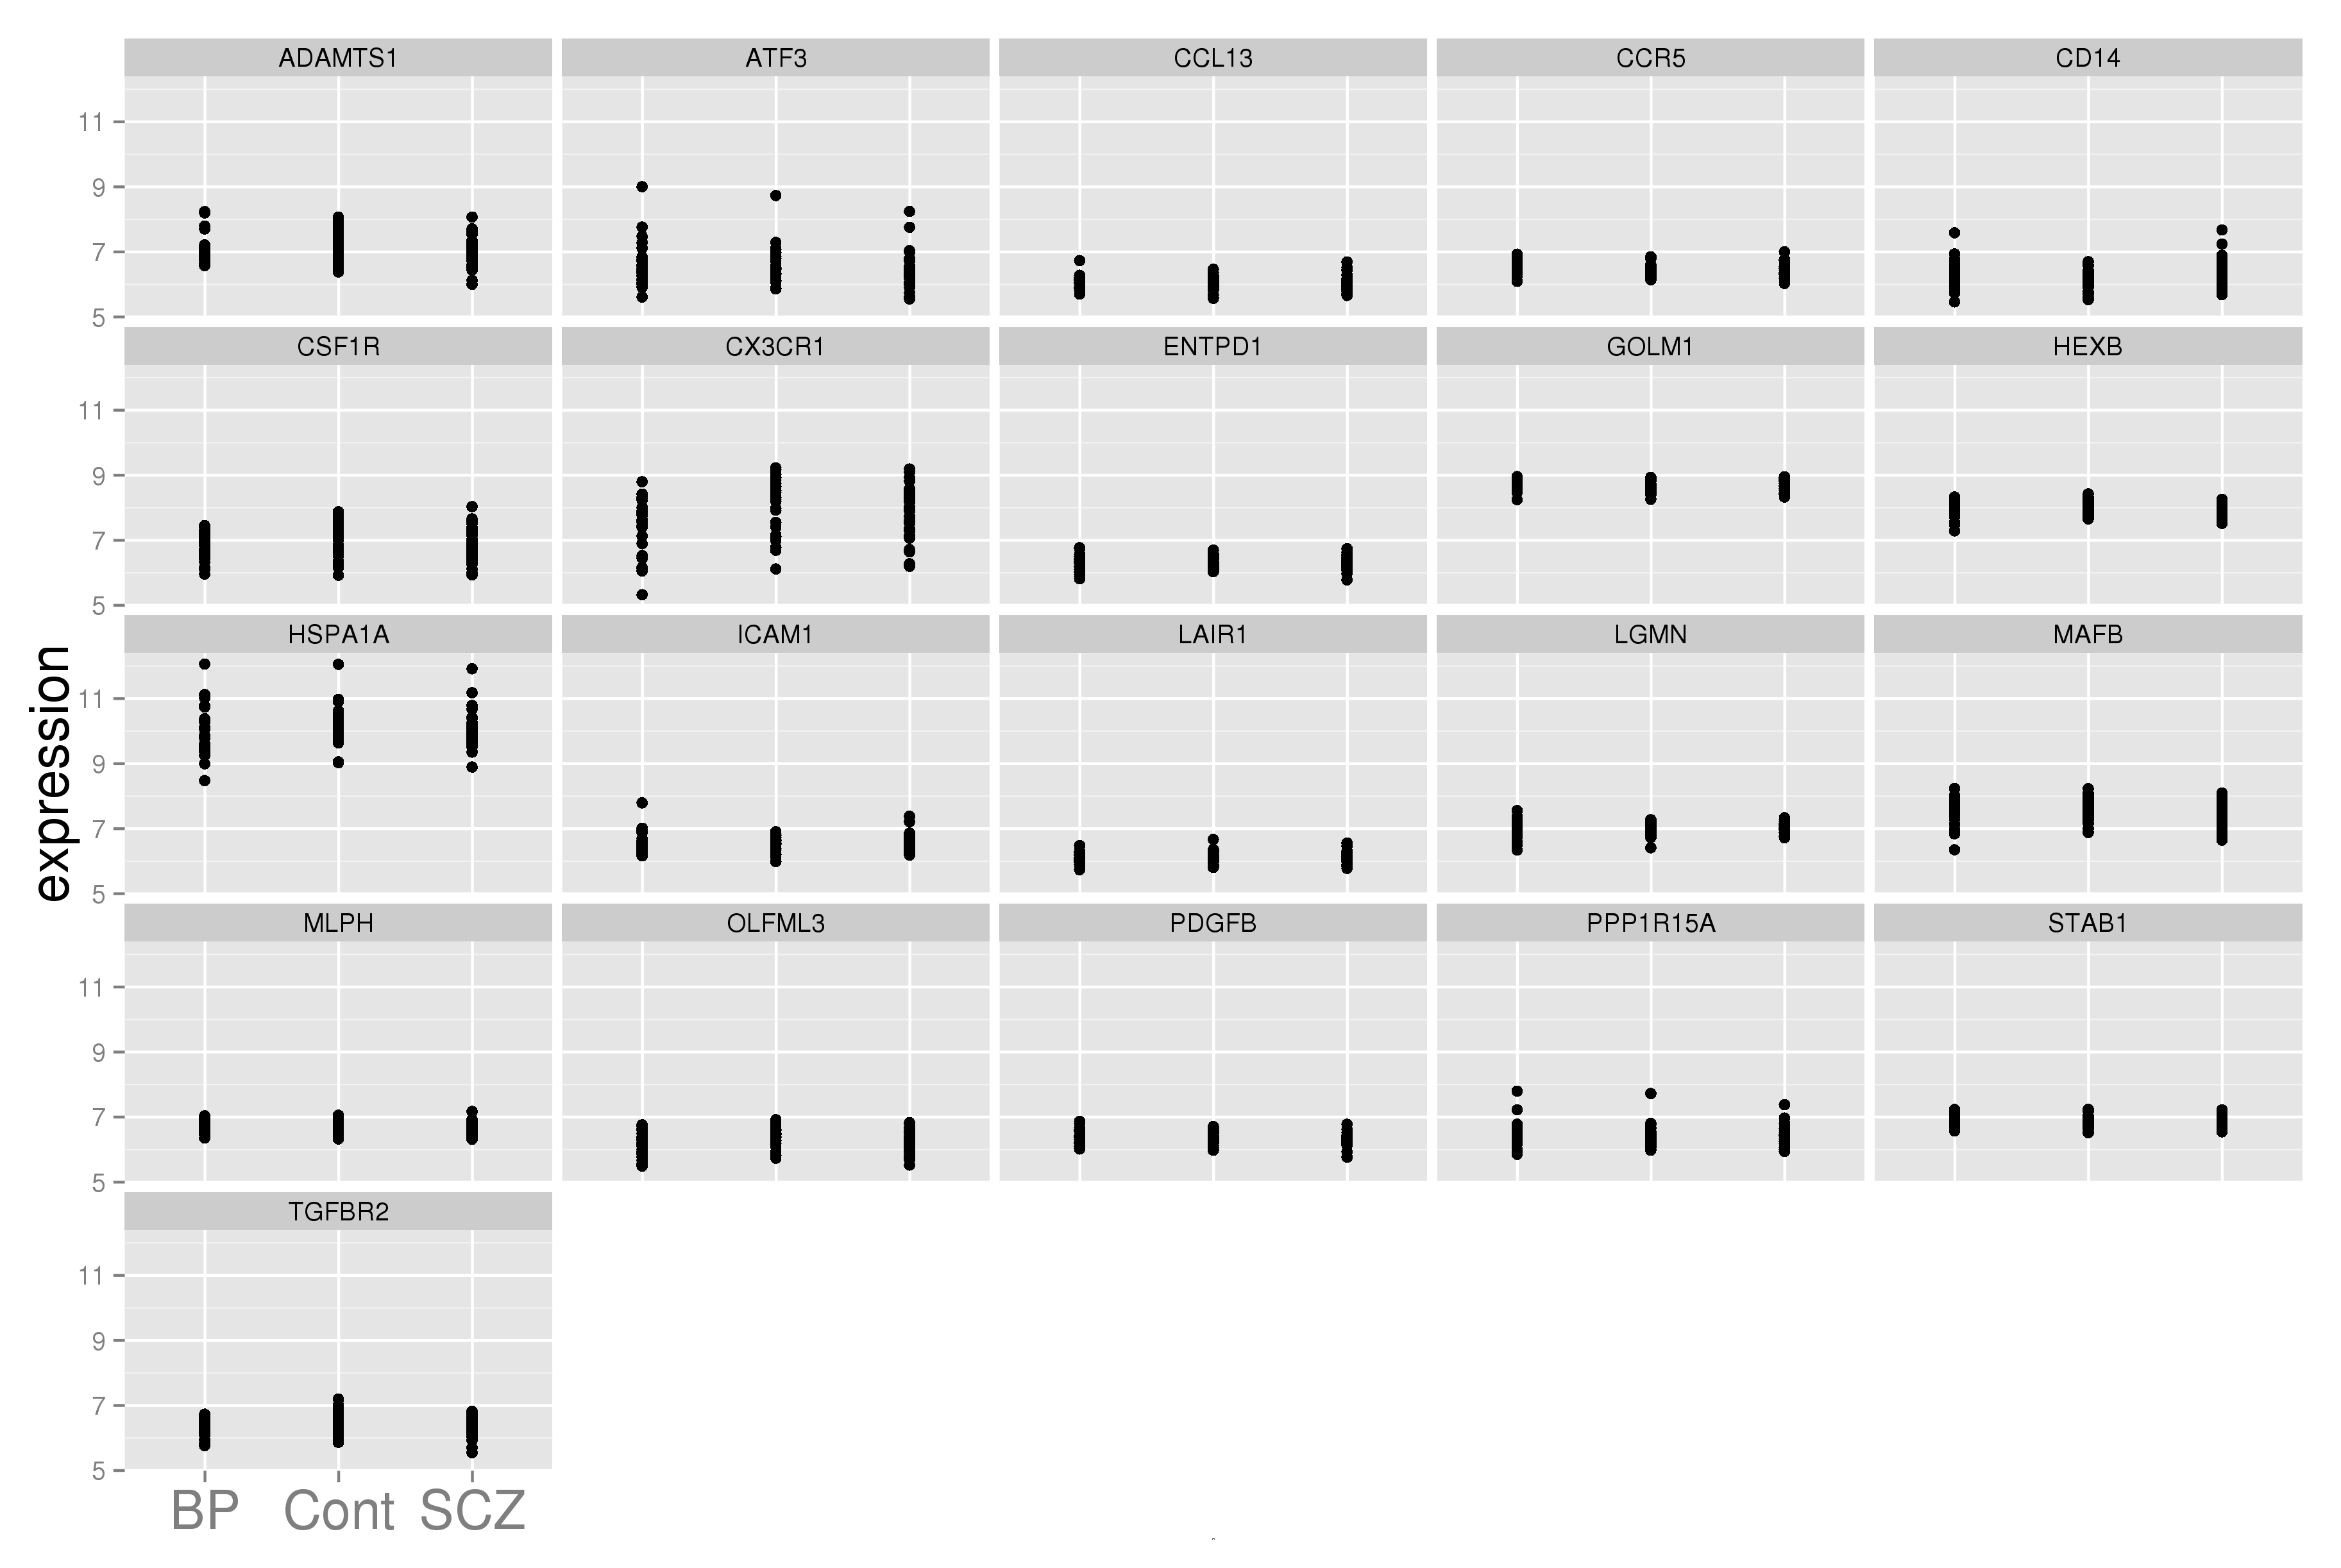 ADAMTS1 ATF3 CCL13 CCR5 CD14
11
9
7
5
CSF1R CX3CR1 ENTPD1 GOLM1 HEXB
11
9
7
5
HSPA1A ICAM1 LAIR1 LGMN MAFB
11
9
7
5
expression
MLPH OLFML3 PDGFB PPP1R15A STAB1
11
9
7
5
TGFBR2
11
9
7
5
BP Cont SCZ